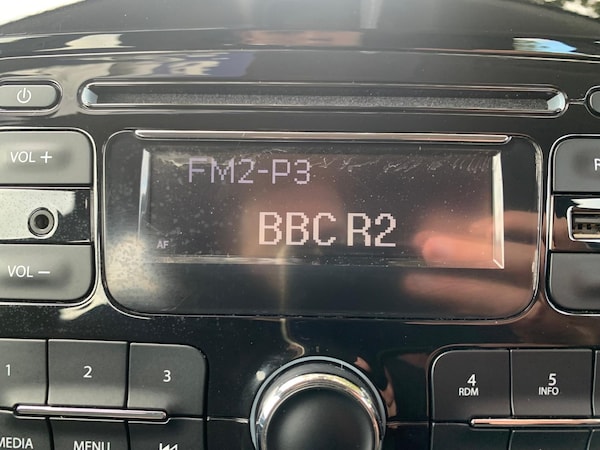 VOL +
VOL −
FM2-P3
BBC R2
AF
1
2
3
4
RDM
5
INFO
MEDIA
MENU